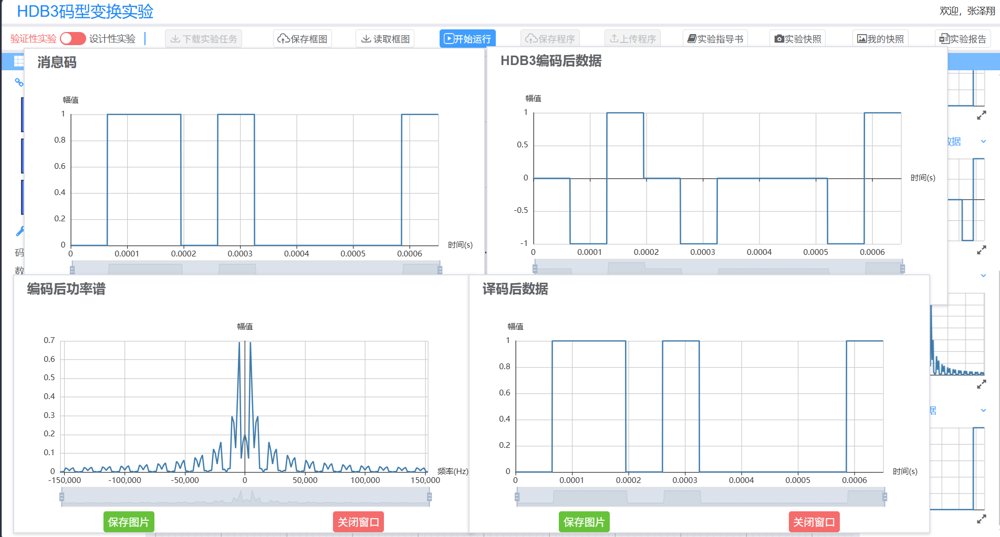 HDB3码型变换实验
欢迎，张泽翔
验证性实验 设计性实验 下载实验任务 保存框图 读取框图 开始运行 保存程序 上传程序 实验指导书 实验快照 我的快照 实验报告
消息码
幅值
1
0.8
0.6
0.4
0.2
0
时间(s)
0 0.0001 0.0002 0.0003 0.0004 0.0005 0.0006
HDB3编码后数据
幅值
1
0.5
0
-0.5
-1
时间(s)
0 0.0001 0.0002 0.0003 0.0004 0.0005 0.0006
码
数
数据
据
编码后功率谱
幅值
0.7
0.6
0.5
0.4
0.3
0.2
0.1
0
频率(Hz)
-150,000 -100,000 -50,000 0 50,000 100,000 150,000
保存图片 关闭窗口
译码后数据
幅值
1
0.8
0.6
0.4
0.2
0
时间(s)
0 0.0001 0.0002 0.0003 0.0004 0.0005 0.0006
保存图片 关闭窗口